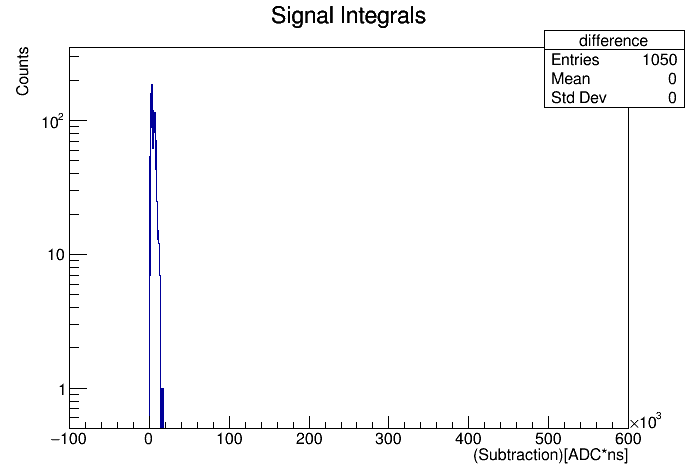 Signal Integrals
difference
Entries 1050
Mean 0
Std Dev 0
Counts
10²
10
1
−100 0 100 200 300 400 500 600
×10³
(Subtraction)[ADC*ns]